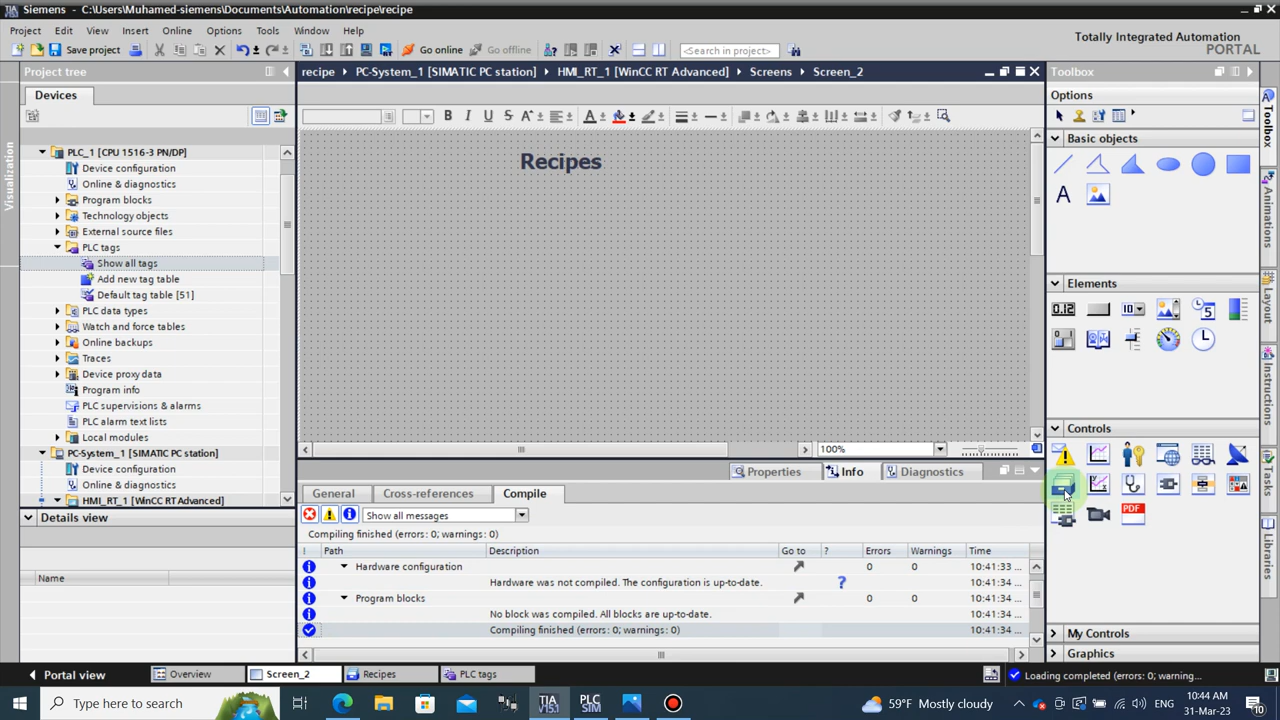 Siemens - C:\Users\Muhamed-siemens\Documents\Automation\recipe\recipe
Project Edit View Insert Online Options Tools Window Help
Totally Integrated Automation
PORTAL
Save project
Go online
Go offline
<Search in project>
Project tree
recipe PC-System_1 [SIMATIC PC station] HMI_RT_1 [WinCC RT Advanced] Screens Screen_2
Toolbox
Devices
Options
B I U S A
Basic objects
A
Visualization
PLC_1 [CPU 1516-3 PN/DP]
Device configuration
Online & diagnostics
Program blocks
Technology objects
External source files
PLC tags
Show all tags
Add new tag table
Default tag table [51]
PLC data types
Watch and force tables
Online backups
Traces
Device proxy data
Program info
PLC supervisions & alarms
PLC alarm text lists
Local modules
PC-System_1 [SIMATIC PC station]
Device configuration
Online & diagnostics
HMI_RT_1 [WinCC RT Advanced]
Details view
Name
Recipes
100%
Elements
0.12
10
5
Controls
PDF
My Controls
Graphics
Toolbox
Animations
Layout
Instructions
Tasks
Libraries
Properties Info Diagnostics
General Cross-references Compile
Show all messages
Compiling finished (errors: 0; warnings: 0)
! Path Description Go to ? Errors Warnings Time
Hardware configuration 0 0 10:41:33 ...
Hardware was not compiled. The configuration is up-to-date. ? 10:41:34 ...
Program blocks 0 0 10:41:34 ...
No block was compiled. All blocks are up-to-date. 10:41:34 ...
Compiling finished (errors: 0; warnings: 0) 10:41:34 ...
Portal view Overview Screen_2 Recipes PLC tags
Loading completed (errors: 0; warning...
Type here to search
TIA V15.1
PLC SIM
59°F Mostly cloudy
10:44 AM
31-Mar-23
10